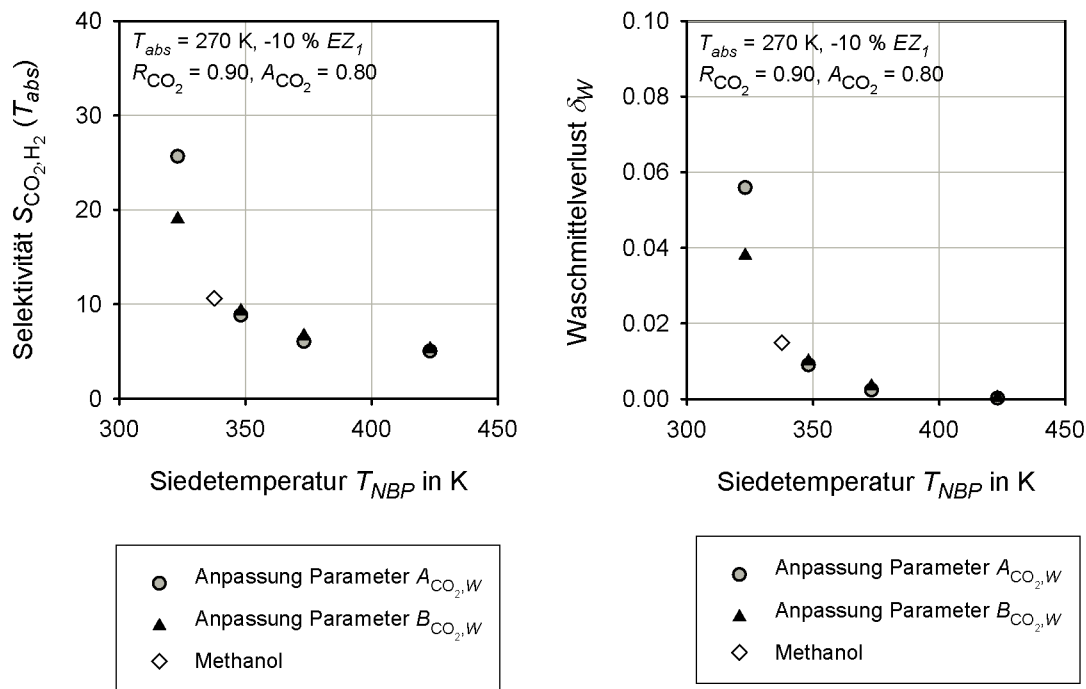 Selektivität S_CO2,H2 (T_abs)
40
30
20
10
0
T_abs = 270 K, -10 % EZ_1
R_CO2 = 0.90, A_CO2 = 0.80
300
350
400
450
Siedetemperatur T_NBP in K
Anpassung Parameter A_CO2,W
Anpassung Parameter B_CO2,W
Methanol
Waschmittelverlust δ_W
0.10
0.08
0.06
0.04
0.02
0.00
T_abs = 270 K, -10 % EZ_1
R_CO2 = 0.90, A_CO2 = 0.80
300
350
400
450
Siedetemperatur T_NBP in K
Anpassung Parameter A_CO2,W
Anpassung Parameter B_CO2,W
Methanol